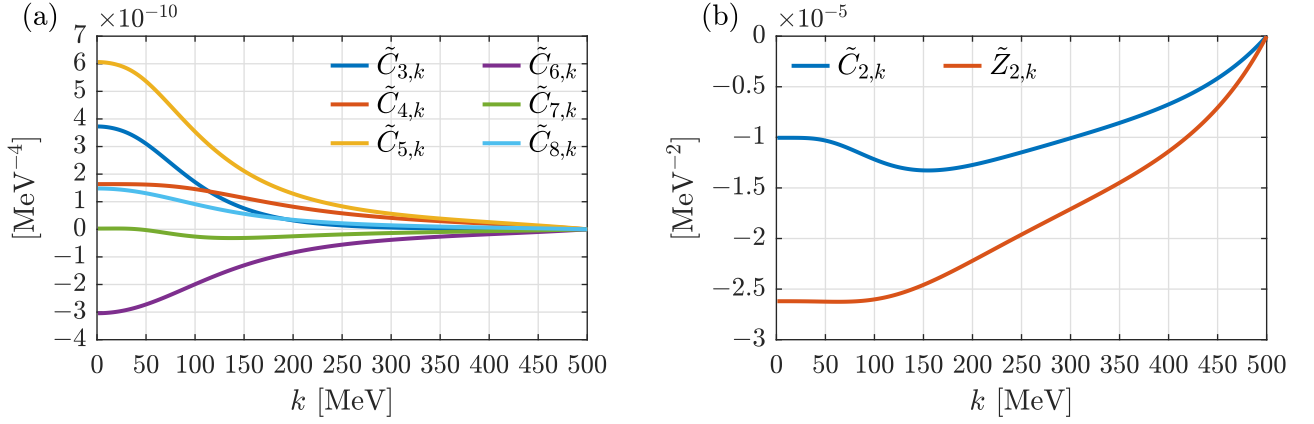 (a) ×10⁻¹⁰
7
6
5
4
3
2
1
0
−1
−2
−3
−4
[MeV⁻⁴]
C̃₃,ₖ C̃₆,ₖ
C̃₄,ₖ C̃₇,ₖ
C̃₅,ₖ C̃₈,ₖ
0 50 100 150 200 250 300 350 400 450 500
k [MeV]
(b) ×10⁻⁵
0
−0.5
−1
−1.5
−2
−2.5
−3
[MeV⁻²]
C̃₂,ₖ Z̃₂,ₖ
0 50 100 150 200 250 300 350 400 450 500
k [MeV]